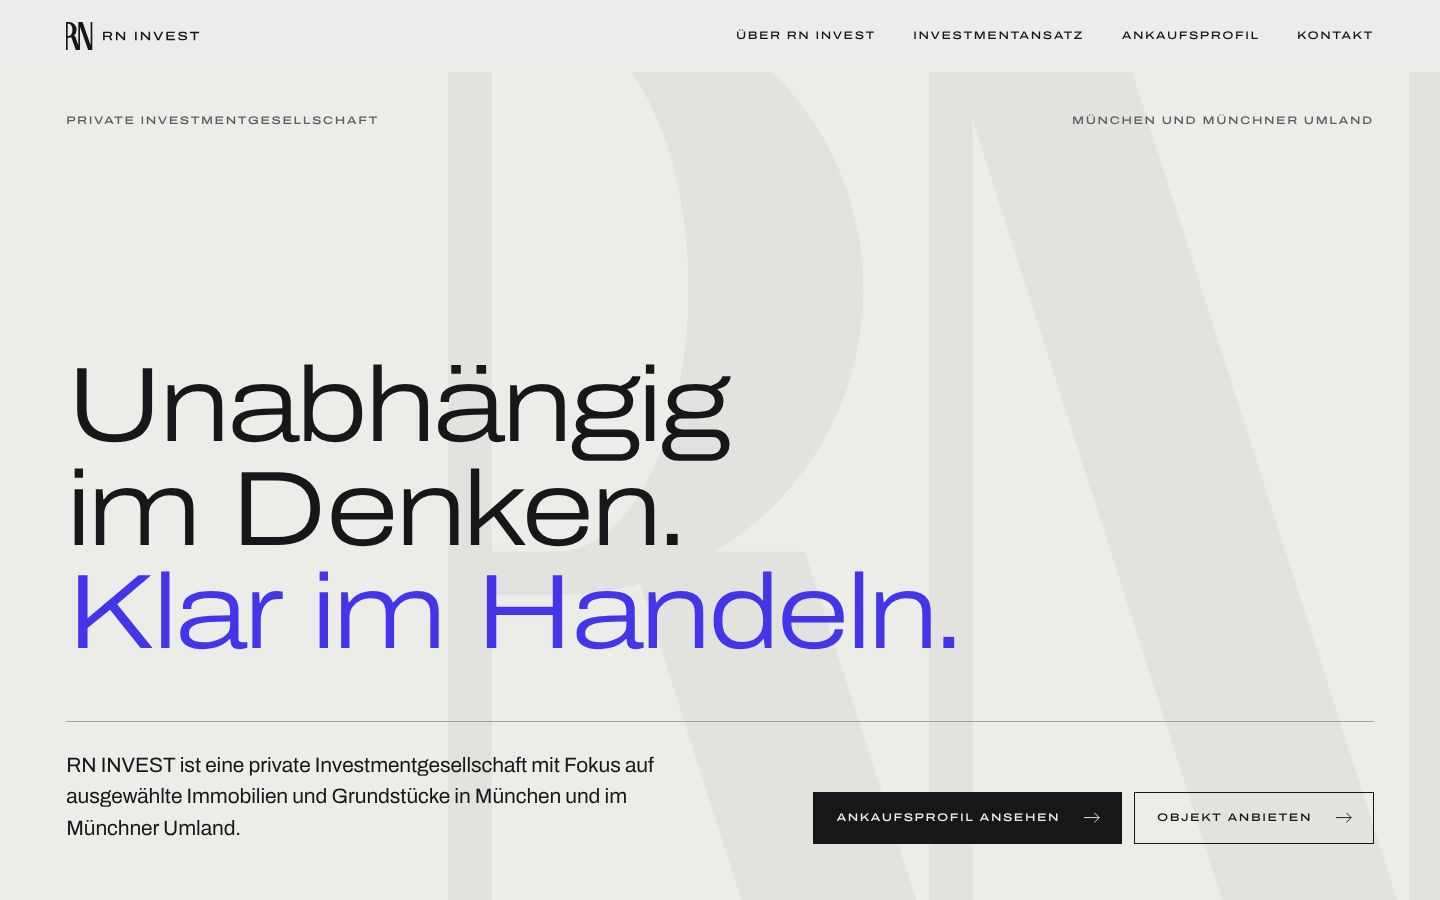 RN RN INVEST
ÜBER RN INVEST INVESTMENTANSATZ ANKAUFSPROFIL KONTAKT
PRIVATE INVESTMENTGESELLSCHAFT
MÜNCHEN UND MÜNCHNER UMLAND
Unabhängig
im Denken.
Klar im Handeln.
RN INVEST ist eine private Investmentgesellschaft mit Fokus auf
ausgewählte Immobilien und Grundstücke in München und im
Münchner Umland.
ANKAUFSPROFIL ANSEHEN →
OBJEKT ANBIETEN →